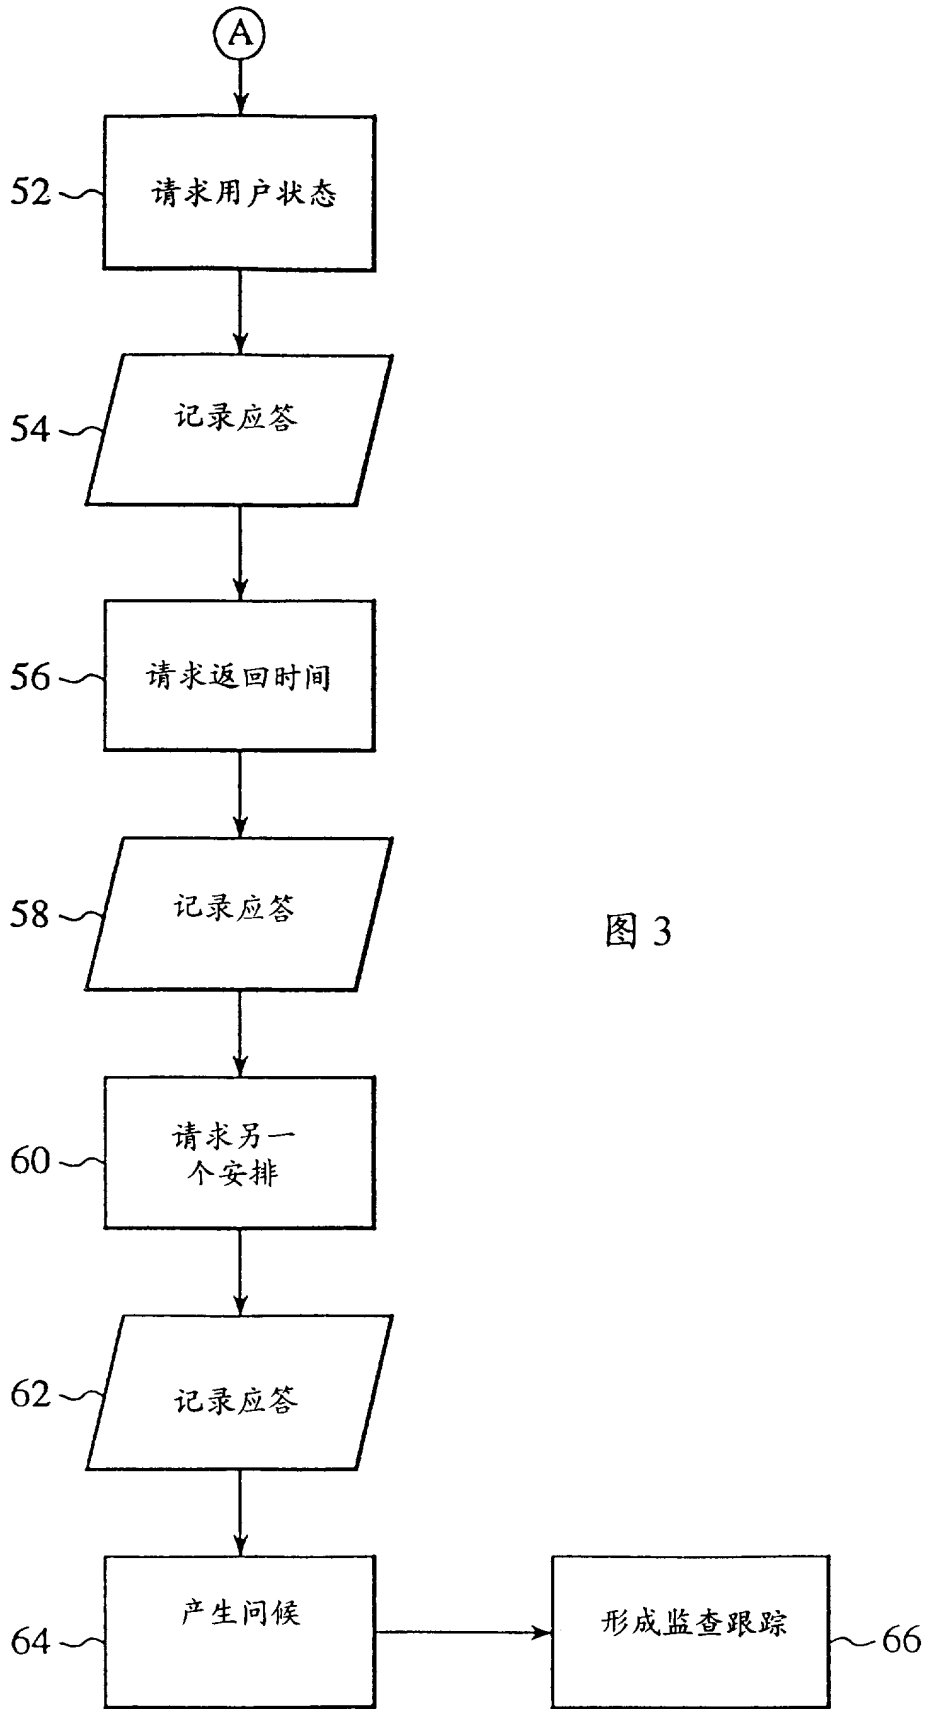 A
52
请求用户状态
54
记录应答
56
请求返回时间
58
记录应答
图 3
60
请求另一
个安排
62
记录应答
64
产生问候
形成监查跟踪
66